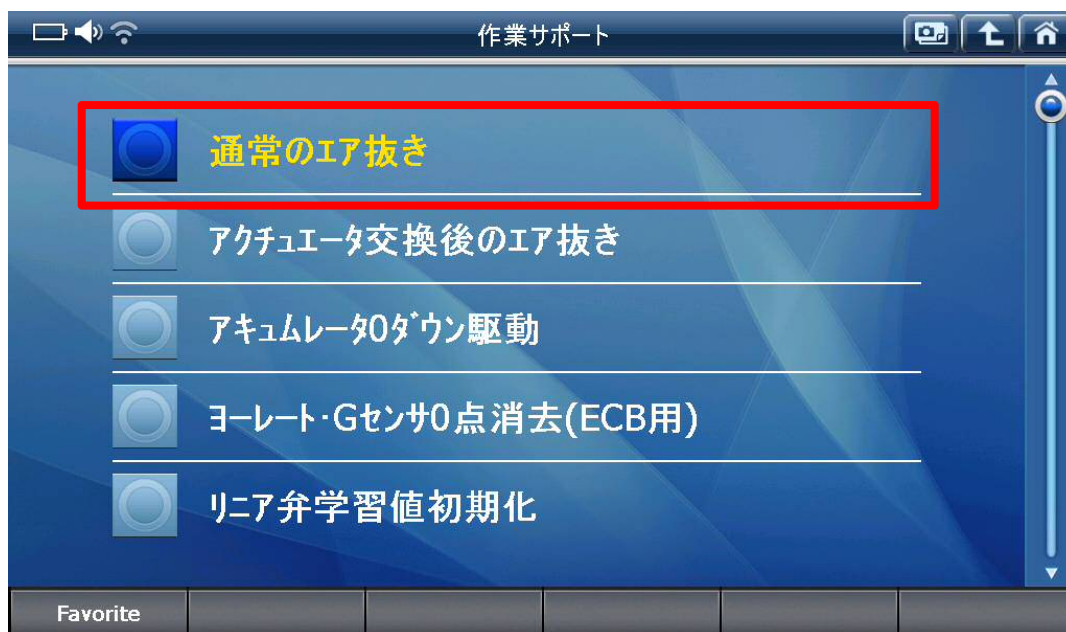 作業サポート
通常のエア抜き
アクチュエータ交換後のエア抜き
アキュムレータ0ダウン駆動
ヨーレート・Gセンサ0点消去(ECB用)
リニア弁学習値初期化
Favorite